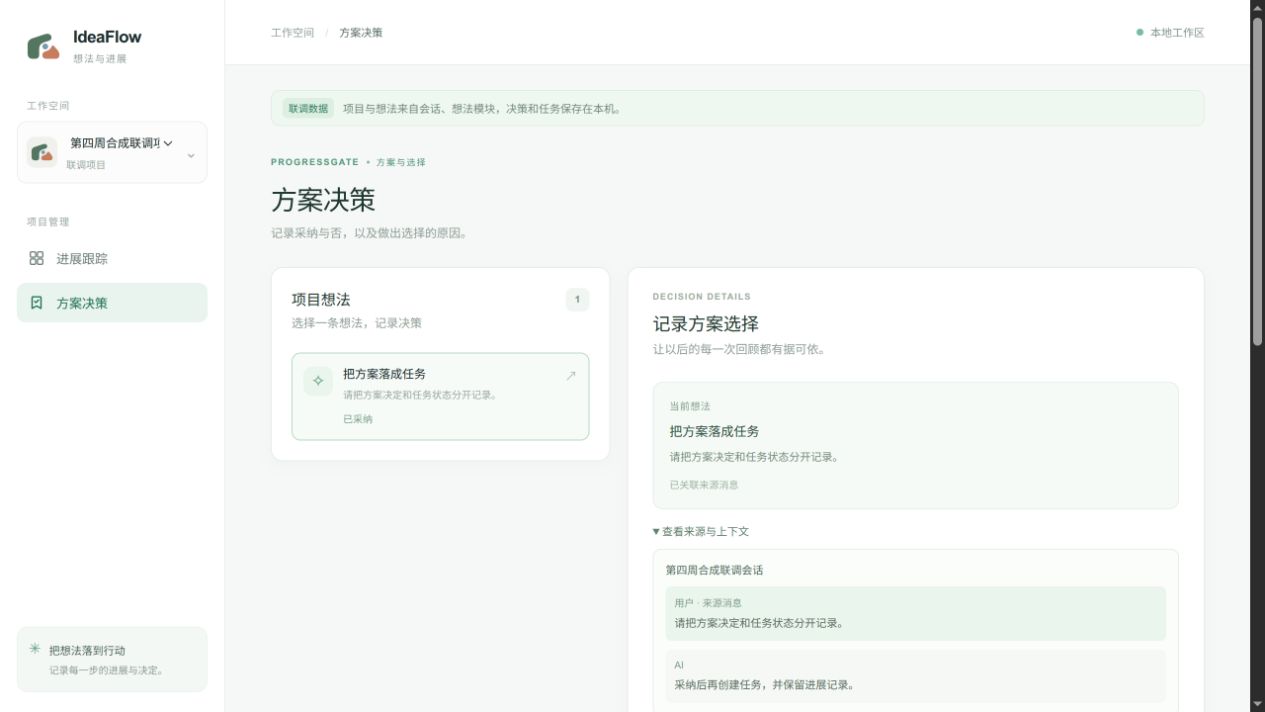 IdeaFlow
想法与进展
工作空间
第四周合成联调
联调项目
项目管理
进展跟踪
方案决策
把想法落到行动
记录每一步的进展与决定。
工作空间 / 方案决策
本地工作区
联调数据 项目与想法来自会话、想法模块，决策和任务保存在本机。
PROGRESSGATE • 方案与选择
方案决策
记录采纳与否，以及做出选择的原因。
项目想法 1
选择一条想法，记录决策
把方案落成任务
请把方案决定和任务状态分开记录。
已采纳
DECISION DETAILS
记录方案选择
让以后的每一次回顾都有据可依。
当前想法
把方案落成任务
请把方案决定和任务状态分开记录。
已关联来源消息
▼查看来源与上下文
第四周合成联调会话
用户 · 来源消息
请把方案决定和任务状态分开记录。
AI
采纳后再创建任务，并保留进展记录。